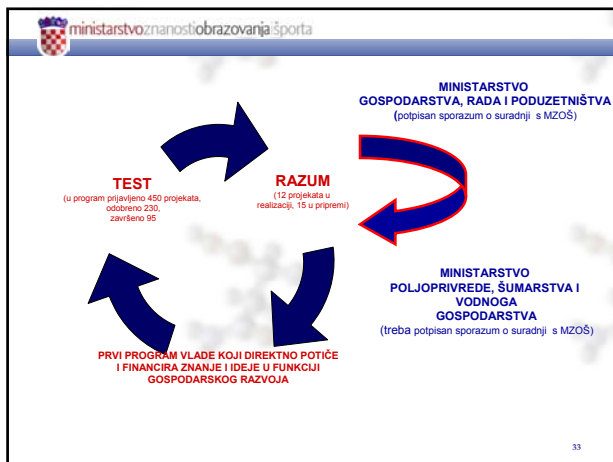 ministarstvoznanostiobrazovanjaišporta
MINISTARSTVO
GOSPODARSTVA, RADA I PODUZETNIŠTVA
(potpisan sporazum o suradnji s MZOŠ)
TEST
(u program prijavljeno 450 projekata,
odobreno 230,
završeno 95
RAZUM
(12 projekata u
realizaciji, 15 u pripremi)
MINISTARSTVO
POLJOPRIVREDE, ŠUMARSTVA I
VODNOGA
GOSPODARSTVA
(treba potpisan sporazum o suradnji s MZOŠ)
PRVI PROGRAM VLADE KOJI DIREKTNO POTIČE
I FINANCIRA ZNANJE I IDEJE U FUNKCIJI
GOSPODARSKOG RAZVOJA
33